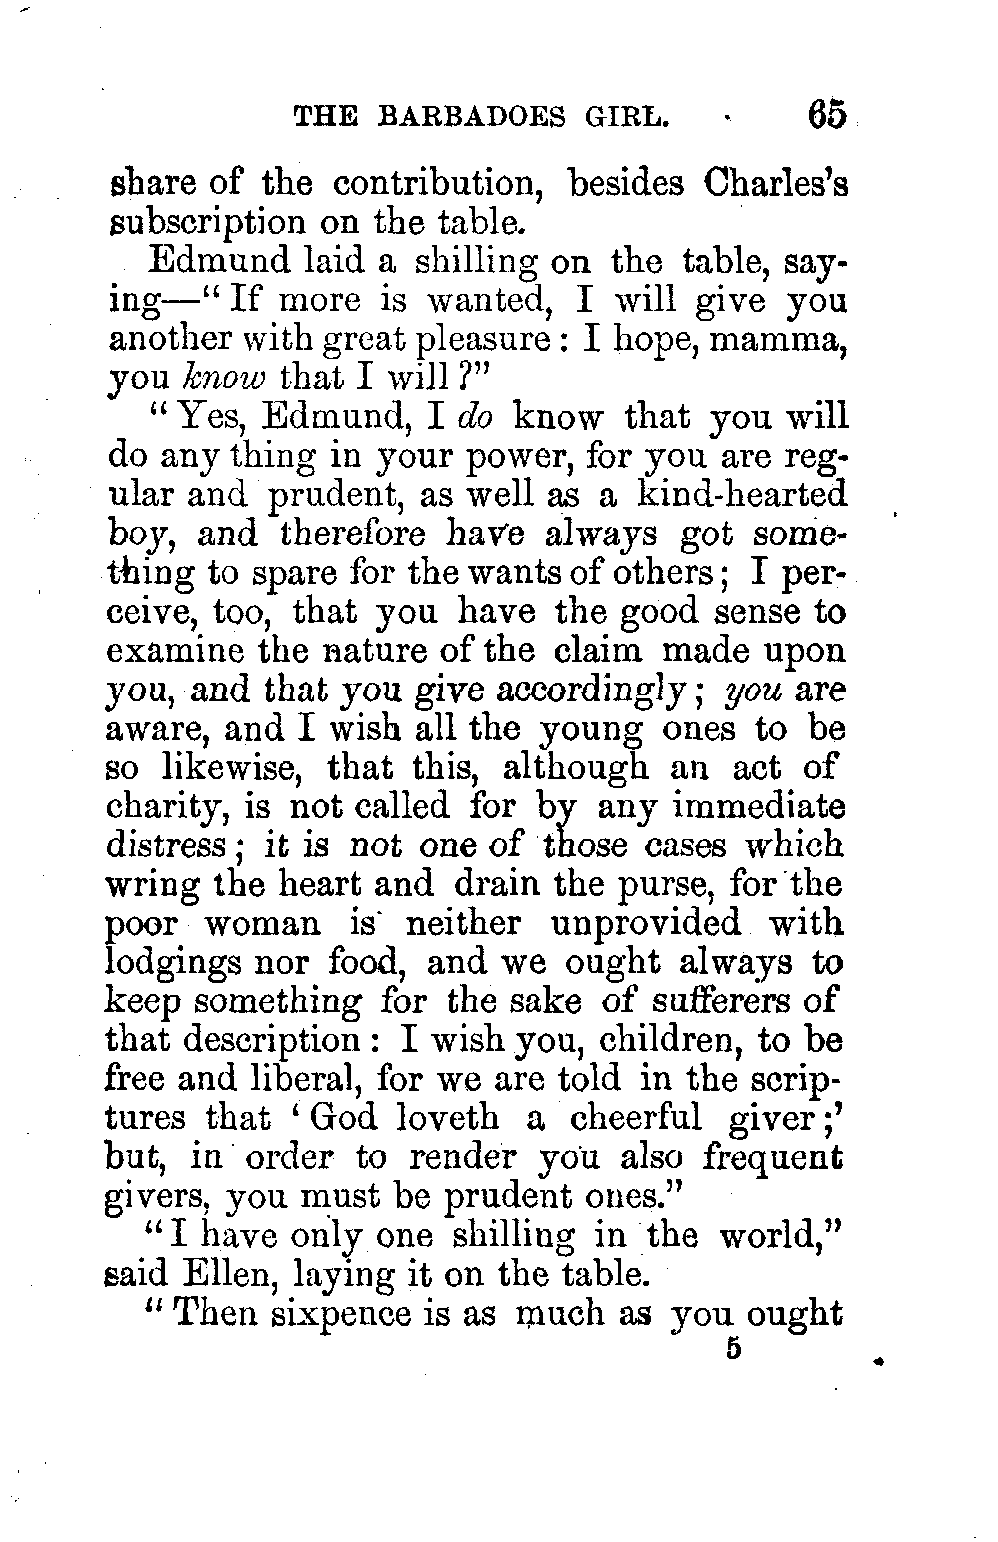 THE BARBADOES GIRL. 65
share of the contribution, besides Charles's
subscription on the table.
Edmund laid a shilling on the table, say-
ing—“If more is wanted, I will give you
another with great pleasure: I hope, mamma,
you know that I will?”
“Yes, Edmund, I do know that you will
do any thing in your power, for you are reg-
ular and prudent, as well as a kind-hearted
boy, and therefore have always got some-
thing to spare for the wants of others; I per-
ceive, too, that you have the good sense to
examine the nature of the claim made upon
you, and that you give accordingly; you are
aware, and I wish all the young ones to be
so likewise, that this, although an act of
charity, is not called for by any immediate
distress; it is not one of those cases which
wring the heart and drain the purse, for the
poor woman is neither unprovided with
lodgings nor food, and we ought always to
keep something for the sake of sufferers of
that description: I wish you, children, to be
free and liberal, for we are told in the scrip-
tures that ‘God loveth a cheerful giver;’
but, in order to render you also frequent
givers, you must be prudent ones.”
“I have only one shilling in the world,”
said Ellen, laying it on the table.
“Then sixpence is as much as you ought
5